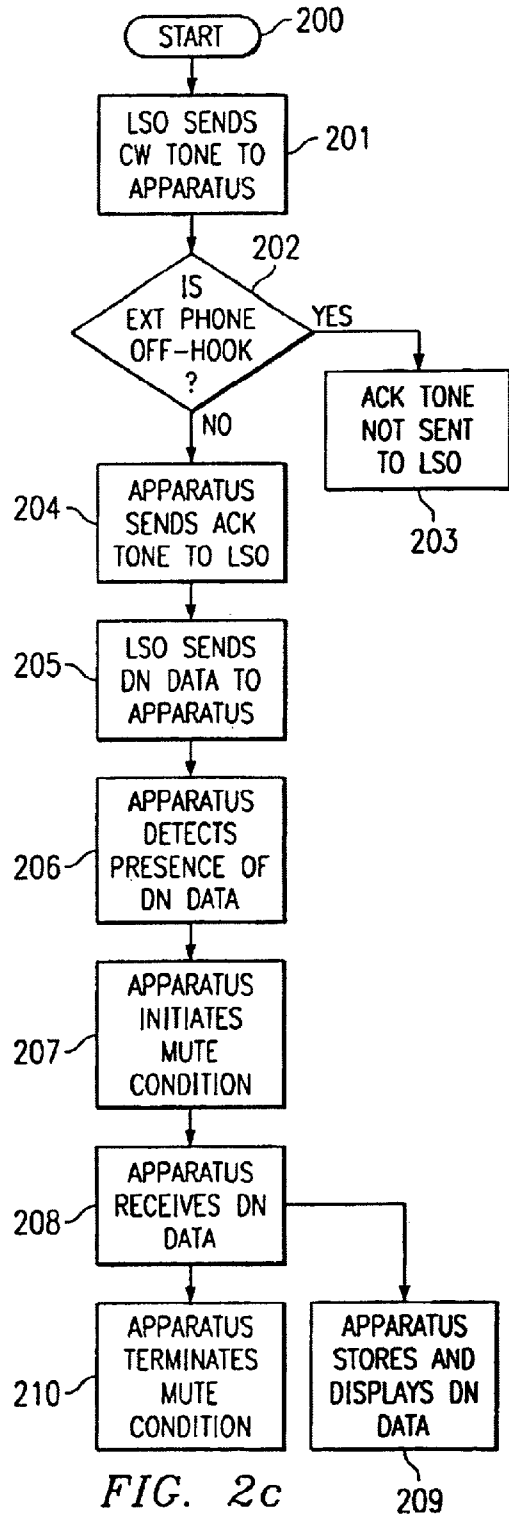 START
200
LSO SENDS
CW TONE TO
APPARATUS
201
202
IS
EXT PHONE
OFF-HOOK
?
YES
NO
ACK TONE
NOT SENT
TO LSO
203
204
APPARATUS
SENDS ACK
TONE TO LSO
205
LSO SENDS
DN DATA TO
APPARATUS
206
APPARATUS
DETECTS
PRESENCE OF
DN DATA
207
APPARATUS
INITIATES
MUTE
CONDITION
208
APPARATUS
RECEIVES DN
DATA
210
APPARATUS
TERMINATES
MUTE
CONDITION
APPARATUS
STORES AND
DISPLAYS DN
DATA
209
FIG. 2c